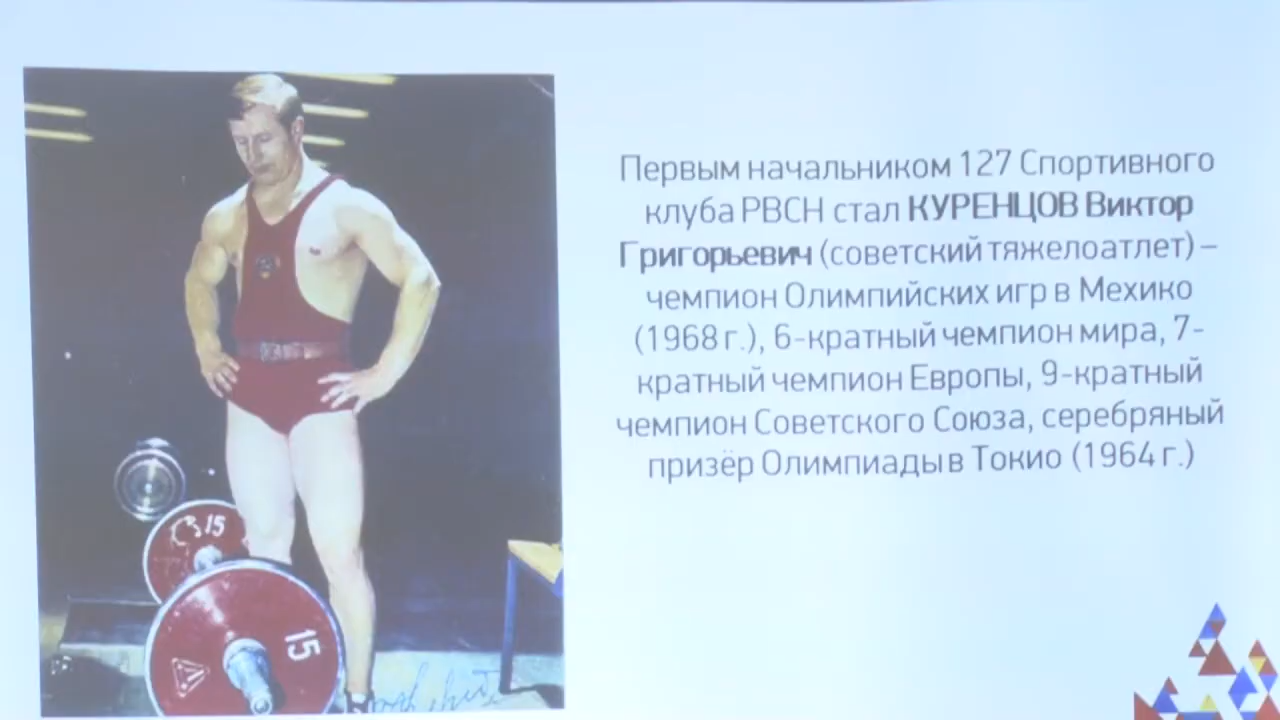 Первым начальником 127 Спортивного
клуба РВСН стал КУРЕНЦОВ Виктор
Григорьевич (советский тяжелоатлет) –
чемпион Олимпийских игр в Мехико
(1968 г.), 6-кратный чемпион мира, 7-
кратный чемпион Европы, 9-кратный
чемпион Советского Союза, серебряный
призёр Олимпиады в Токио (1964 г.)
15
15